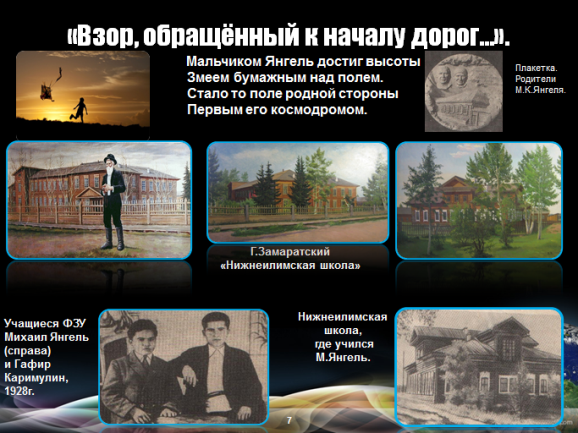 «Взор, обращённый к началу дорог...».
Мальчиком Янгель достиг высоты
Змеем бумажным над полем.
Стало то поле родной стороны
Первым его космодромом.
Плакетка.
Родители
М.К.Янгеля.
Г.Замаратский
«Нижнеилимская школа»
Учащиеся ФЗУ
Михаил Янгель
(справа)
и Гафир
Каримулин,
1928г.
Нижнеилимская
школа,
где учился
М.Янгель.
7